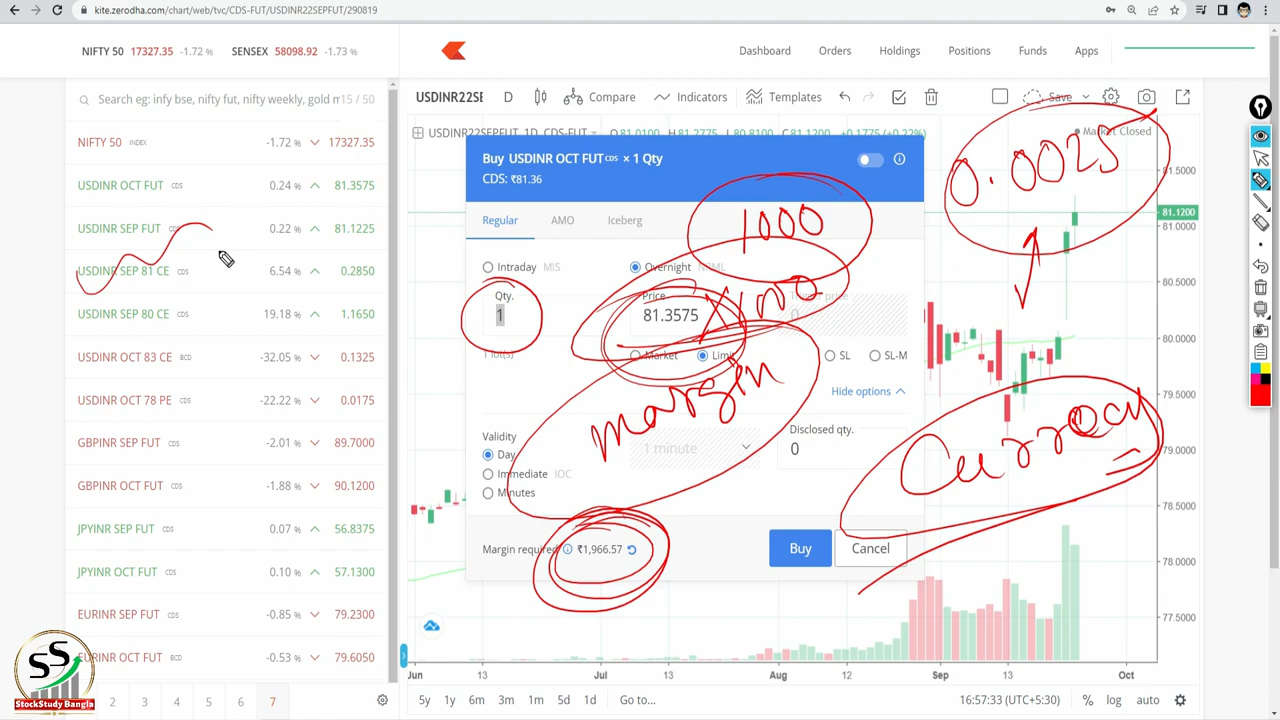 kite.zerodha.com/chart/web/tvc/CDS-FUT/USDINR22SEPFUT/290819
NIFTY 50 17327.35 -1.72 % SENSEX 58098.92 -1.73 %
Dashboard Orders Holdings Positions Funds Apps
Search eg: infy bse, nifty fut, nifty weekly, gold m 15 / 50
USDINR22SE D Compare Indicators Templates Save
USDINR22SEPFUT, 1D, CDS-FUT O 81.0100 H 81.2775 L 80.8100 C 81.1200 +0.1775 (+0.22%)
Market Closed
NIFTY 50 INDEX -1.72 % 17327.35
USDINR OCT FUT CDS 0.24 % 81.3575
USDINR SEP FUT CDS 0.22 % 81.1225
USDINR SEP 81 CE CDS 6.54 % 0.2850
USDINR SEP 80 CE CDS 19.18 % 1.1650
USDINR OCT 83 CE BCD -32.05 % 0.1325
USDINR OCT 78 PE BCD -22.22 % 0.0175
GBPINR SEP FUT CDS -2.01 % 89.7000
GBPINR OCT FUT CDS -1.88 % 90.1200
JPYINR SEP FUT CDS 0.07 % 56.8375
JPYINR OCT FUT CDS 0.10 % 57.1300
EURINR SEP FUT CDS -0.85 % 79.2300
EURINR OCT FUT BCD -0.53 % 79.6050
2 3 4 5 6 7
SS
StockStudy Bangla
Buy USDINR OCT FUT CDS × 1 Qty
CDS: ₹81.36
Regular AMO Iceberg
1000
Intraday MIS Overnight NRML
Qty. Price Trigger price
1 81.3575 0
1 lot(s) Market Limit SL SL-M
margin
Hide options
Validity
Day
Immediate IOC
Minutes
1 minute
Disclosed qty.
0
Margin required ₹1,966.57
Buy Cancel
0.0025
Currency
81.5000
81.1200
81.0000
80.5000
80.0000
79.5000
79.0000
78.5000
78.0000
77.5000
Jun 13 Jul 13 Aug 12 Sep 13 Oct
5y 1y 6m 3m 1m 5d 1d Go to... 16:57:33 (UTC+5:30) % log auto